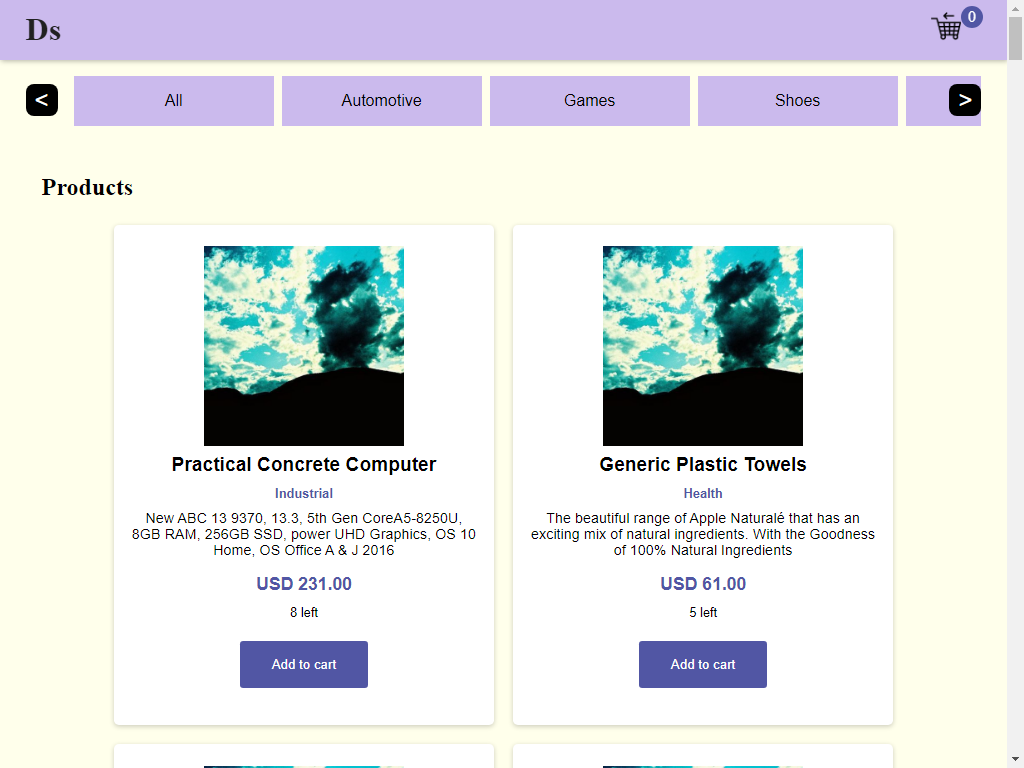 Ds
0
<
All
Automotive
Games
Shoes
>
Products
Practical Concrete Computer
Industrial
New ABC 13 9370, 13.3, 5th Gen CoreA5-8250U,
8GB RAM, 256GB SSD, power UHD Graphics, OS 10
Home, OS Office A & J 2016
USD 231.00
8 left
Add to cart
Generic Plastic Towels
Health
The beautiful range of Apple Naturalé that has an
exciting mix of natural ingredients. With the Goodness
of 100% Natural Ingredients
USD 61.00
5 left
Add to cart